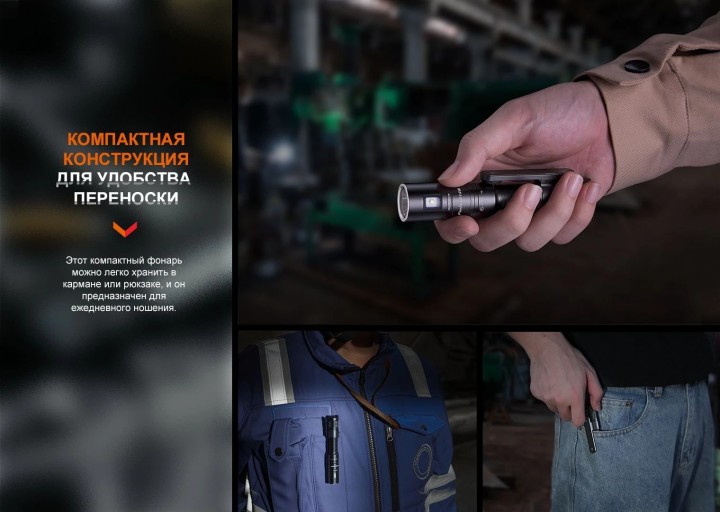 КОМПАКТНАЯ
КОНСТРУКЦИЯ
ДЛЯ УДОБСТВА
ПЕРЕНОСКИ
Этот компактный фонарь
можно легко хранить в
кармане или рюкзаке, и он
предназначен для
ежедневного ношения.